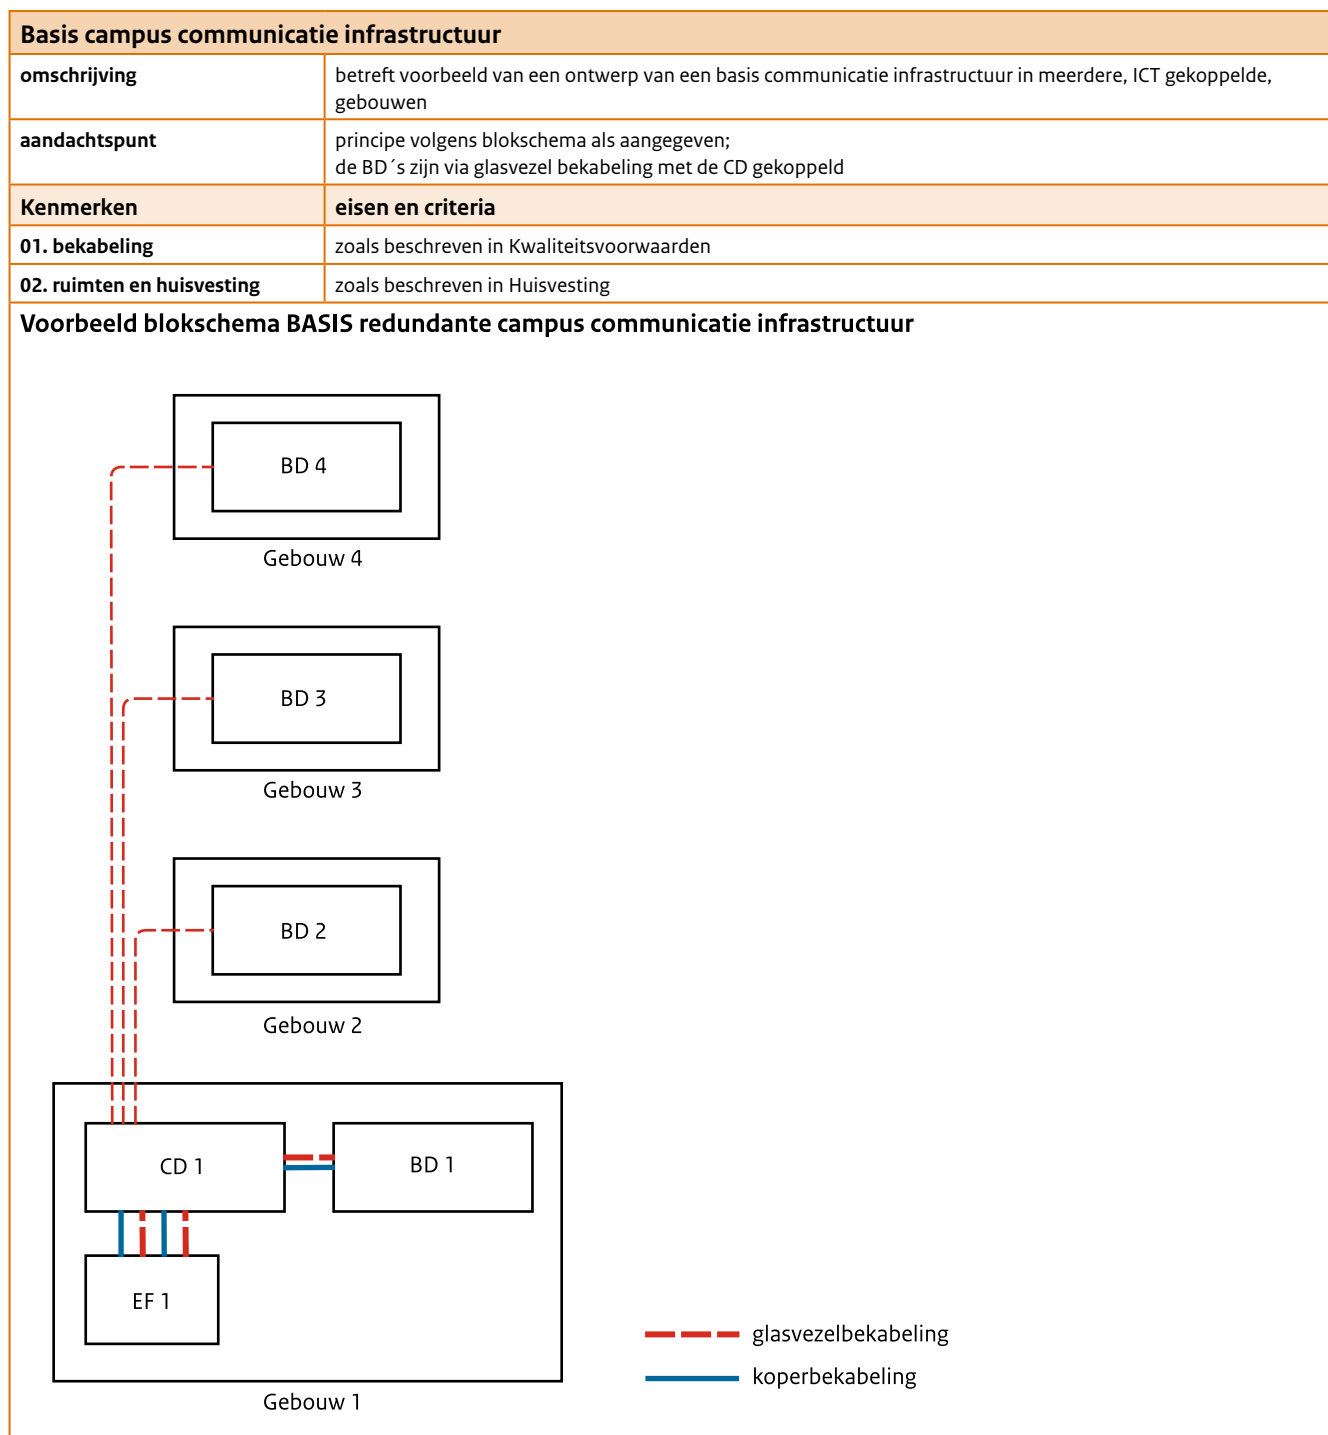 Basis campus communicatie infrastructuur
omschrijving
betreft voorbeeld van een ontwerp van een basis communicatie infrastructuur in meerdere, ICT gekoppelde,
gebouwen
aandachtspunt
principe volgens blokschema als aangegeven;
de BD´s zijn via glasvezel bekabeling met de CD gekoppeld
Kenmerken
eisen en criteria
01. bekabeling
zoals beschreven in Kwaliteitsvoorwaarden
02. ruimten en huisvesting
zoals beschreven in Huisvesting
Voorbeeld blokschema BASIS redundante campus communicatie infrastructuur
BD 4
Gebouw 4
BD 3
Gebouw 3
BD 2
Gebouw 2
CD 1
BD 1
EF 1
Gebouw 1
glasvezelbekabeling
koperbekabeling